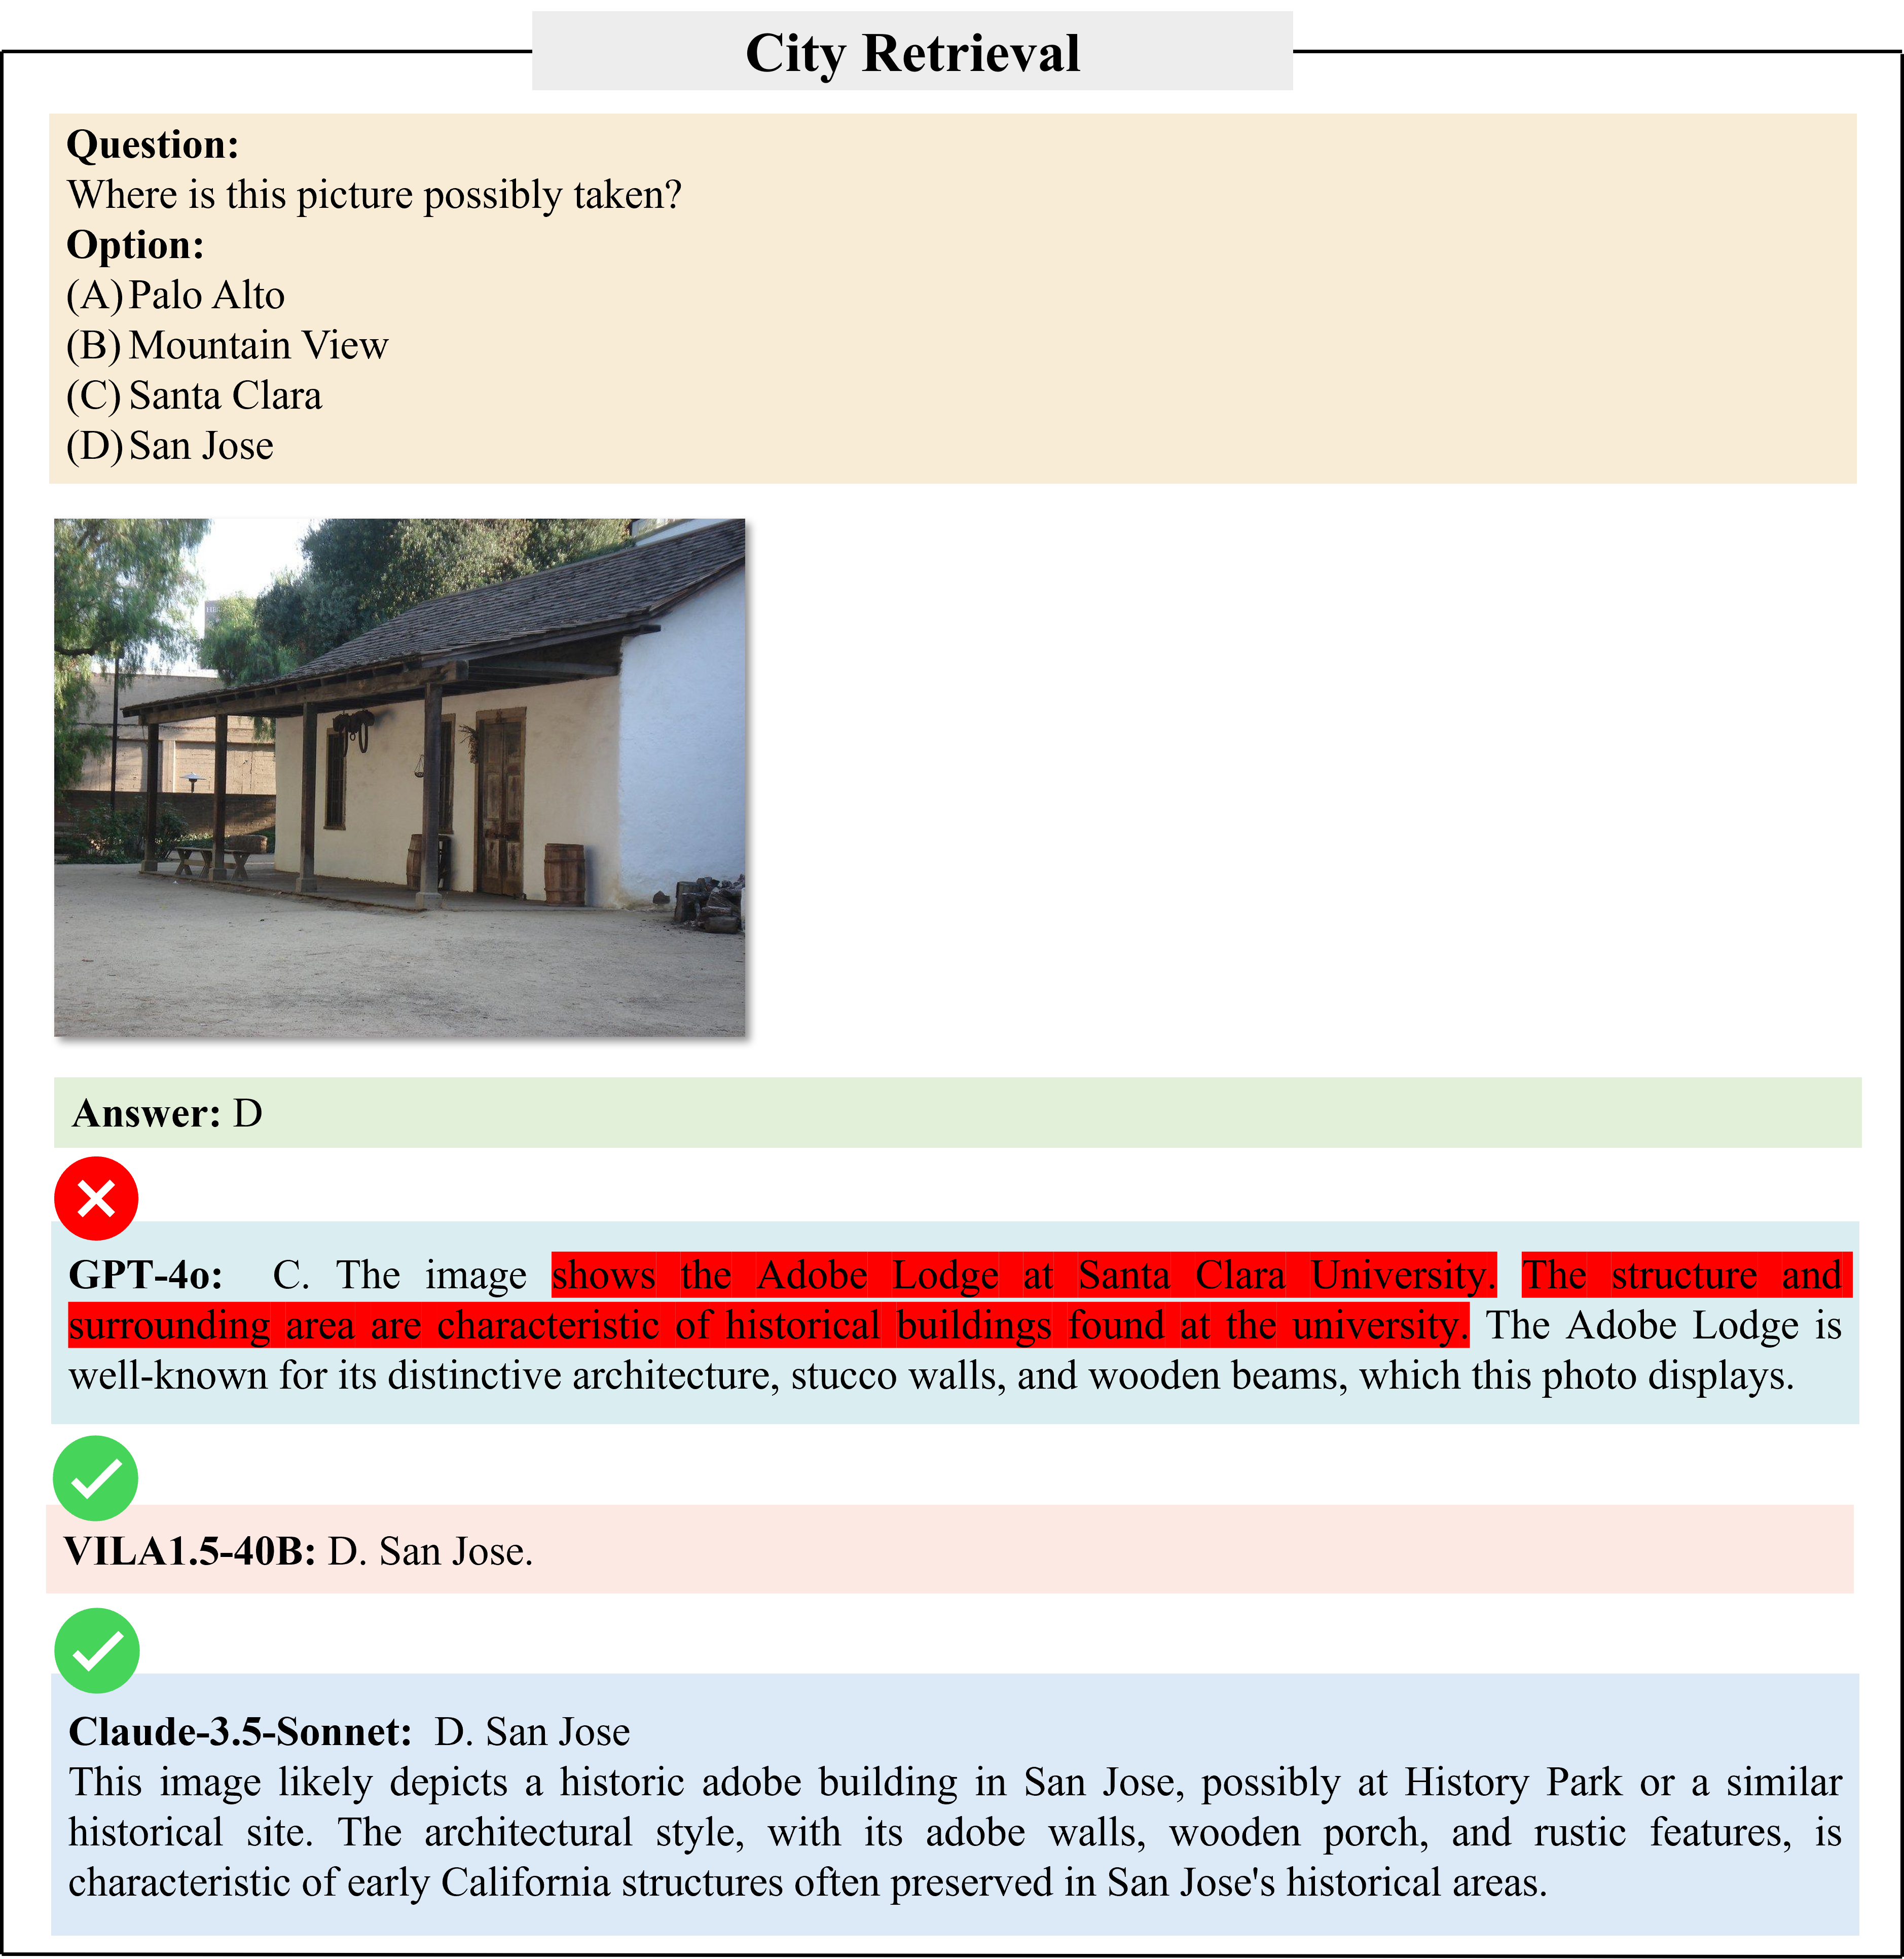 City Retrieval
Question:
Where is this picture possibly taken?
Option:
(A) Palo Alto
(B) Mountain View
(C) Santa Clara
(D) San Jose
Answer: D
GPT-4o: C. The image shows the Adobe Lodge at Santa Clara University. The structure and
surrounding area are characteristic of historical buildings found at the university. The Adobe Lodge is
well-known for its distinctive architecture, stucco walls, and wooden beams, which this photo displays.
VILA1.5-40B: D. San Jose.
Claude-3.5-Sonnet: D. San Jose
This image likely depicts a historic adobe building in San Jose, possibly at History Park or a similar
historical site. The architectural style, with its adobe walls, wooden porch, and rustic features, is
characteristic of early California structures often preserved in San Jose's historical areas.